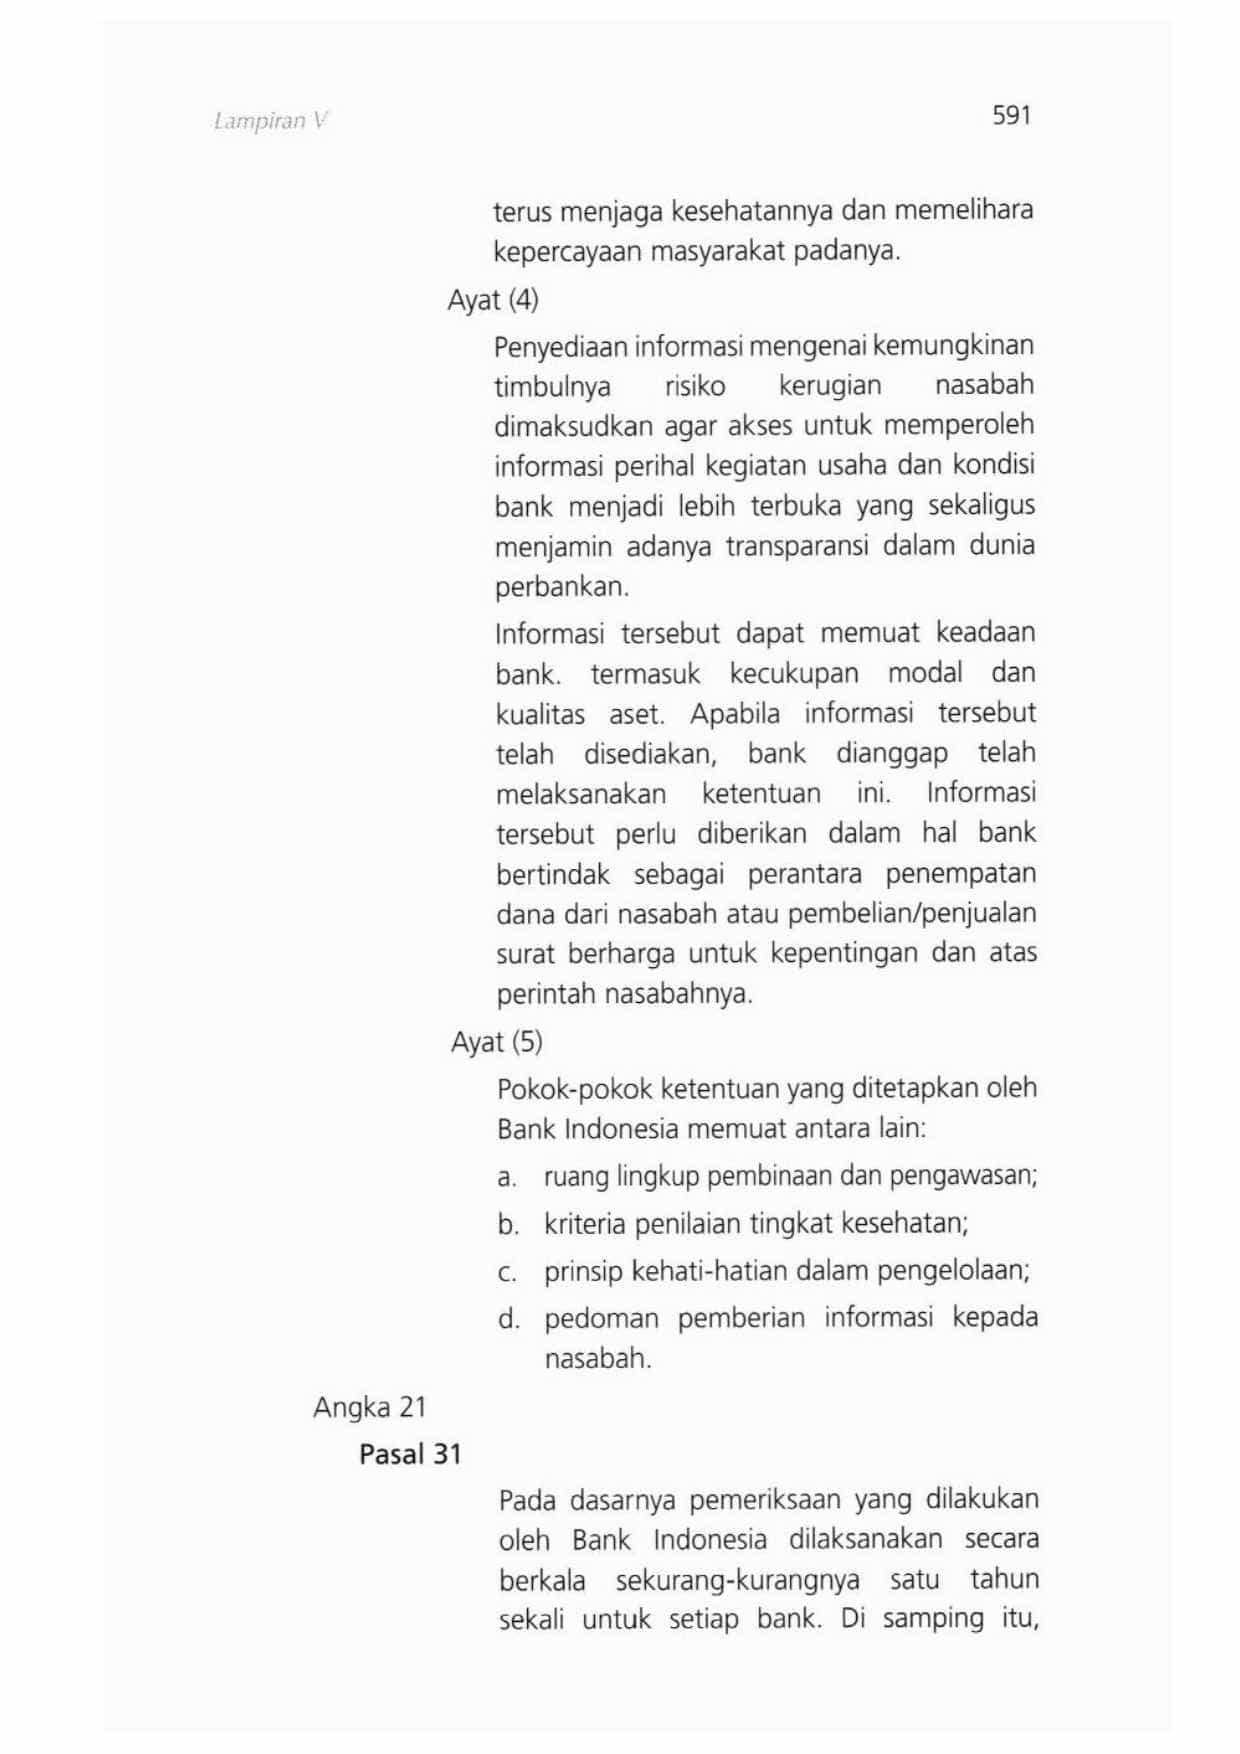 Lampiran V
591
terus menjaga kesehatannya dan memelihara
kepercayaan masyarakat padanya.
Ayat (4)
Penyediaan informasi mengenai kemungkinan
timbulnya risiko kerugian nasabah
dimaksudkan agar akses untuk memperoleh
informasi perihal kegiatan usaha dan kondisi
bank menjadi lebih terbuka yang sekaligus
menjamin adanya transparansi dalam dunia
perbankan.
Informasi tersebut dapat memuat keadaan
bank. termasuk kecukupan modal dan
kualitas aset. Apabila informasi tersebut
telah disediakan, bank dianggap telah
melaksanakan ketentuan ini. Informasi
tersebut perlu diberikan dalam hal bank
bertindak sebagai perantara penempatan
dana dari nasabah atau pembelian/penjualan
surat berharga untuk kepentingan dan atas
perintah nasabahnya.
Ayat (5)
Pokok-pokok ketentuan yang ditetapkan oleh
Bank Indonesia memuat antara lain:
a. ruang lingkup pembinaan dan pengawasan;
b. kriteria penilaian tingkat kesehatan;
c. prinsip kehati-hatian dalam pengelolaan;
d. pedoman pemberian informasi kepada
nasabah.
Angka 21
Pasal 31
Pada dasarnya pemeriksaan yang dilakukan
oleh Bank Indonesia dilaksanakan secara
berkala sekurang-kurangnya satu tahun
sekali untuk setiap bank. Di samping itu,